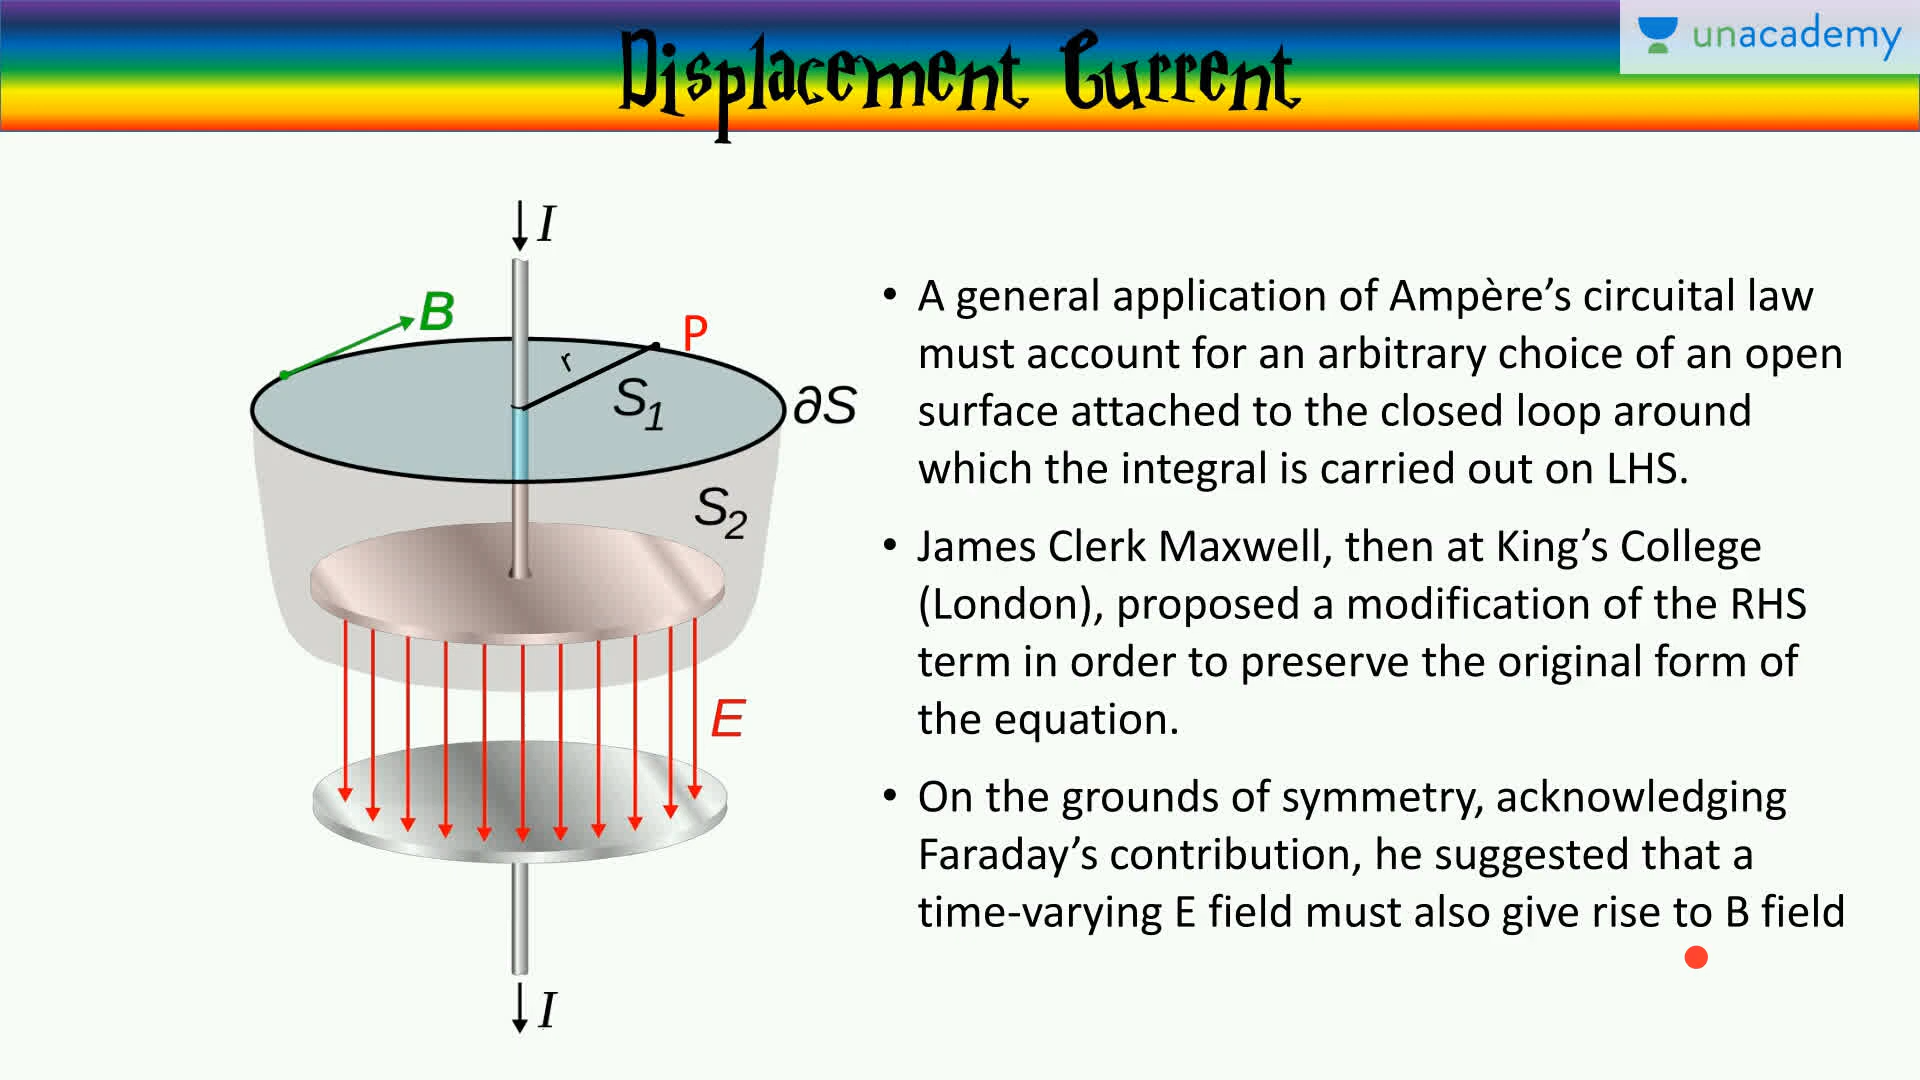 Displacement Current
unacademy
I
B
P
r
S1
∂S
S2
E
I
• A general application of Ampère’s circuital law
must account for an arbitrary choice of an open
surface attached to the closed loop around
which the integral is carried out on LHS.
• James Clerk Maxwell, then at King’s College
(London), proposed a modification of the RHS
term in order to preserve the original form of
the equation.
• On the grounds of symmetry, acknowledging
Faraday’s contribution, he suggested that a
time-varying E field must also give rise to B field